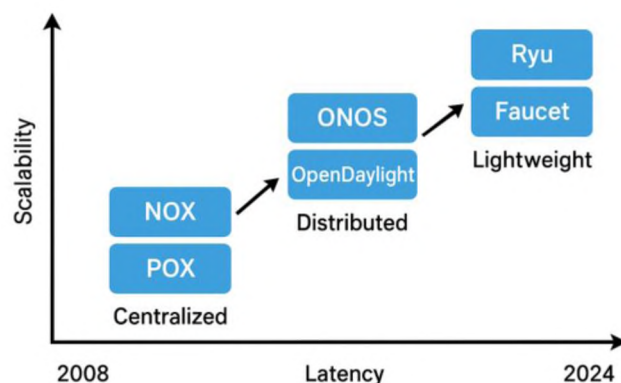 Scalability
Ryu
Faucet
Lightweight
ONOS
OpenDaylight
Distributed
NOX
POX
Centralized
2008
Latency
2024